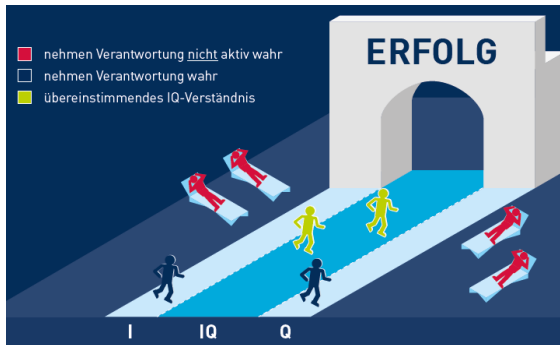 ERFOLG
nehmen Verantwortung nicht aktiv wahr
nehmen Verantwortung wahr
übereinstimmendes IQ-Verständnis
I IQ Q